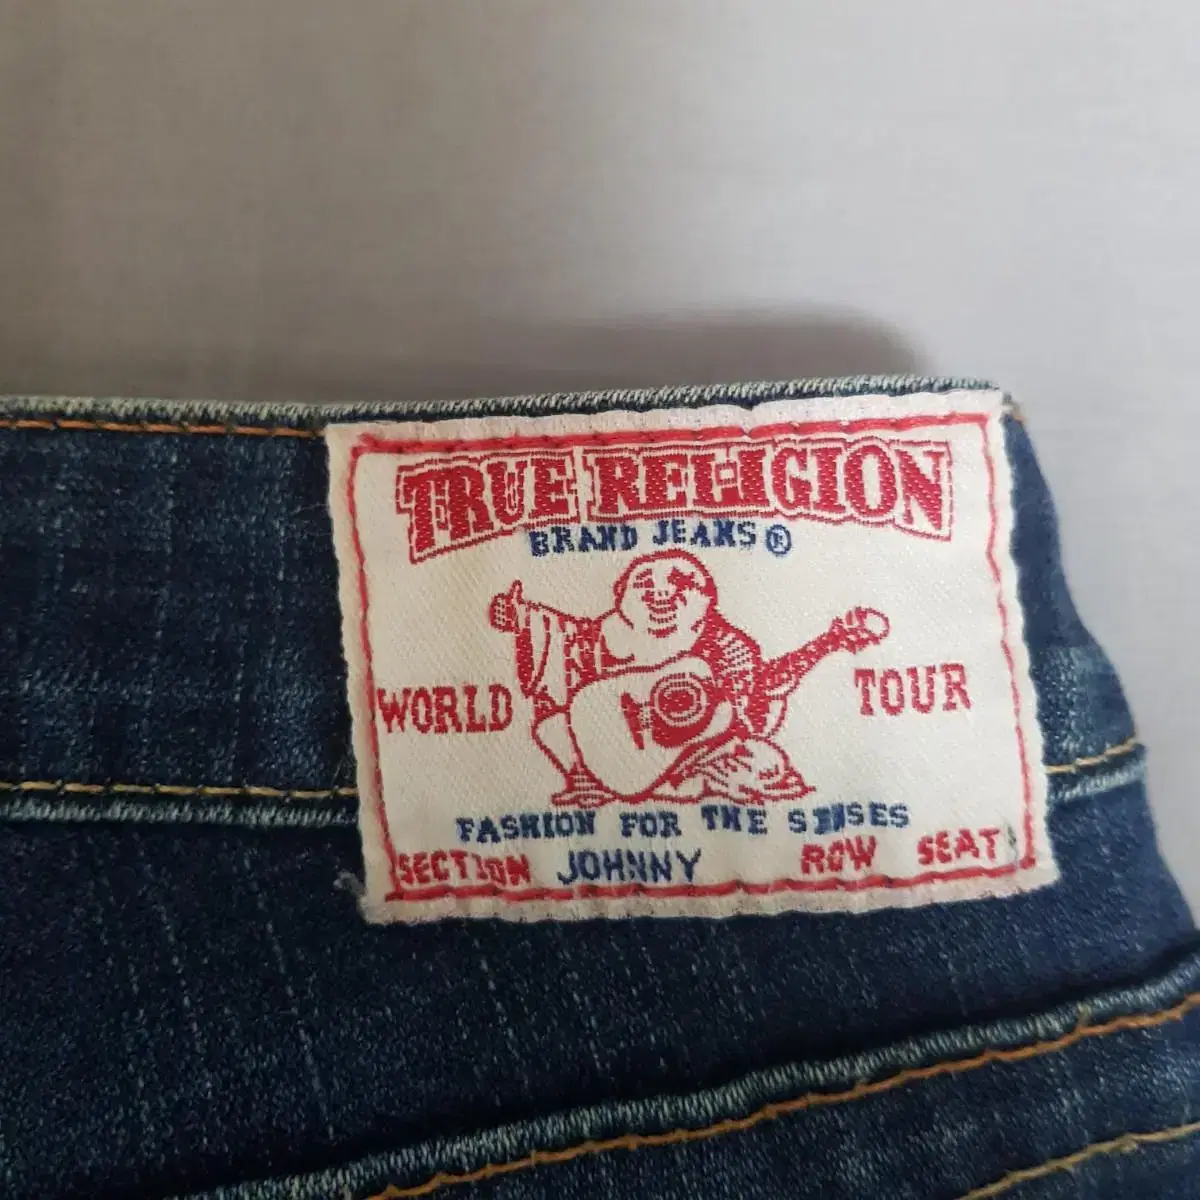 TRUE RELIGION
BRAND JEANS ®
WORLD TOUR
FASHION FOR THE SENSES
SECTION JOHNNY ROW SEAT